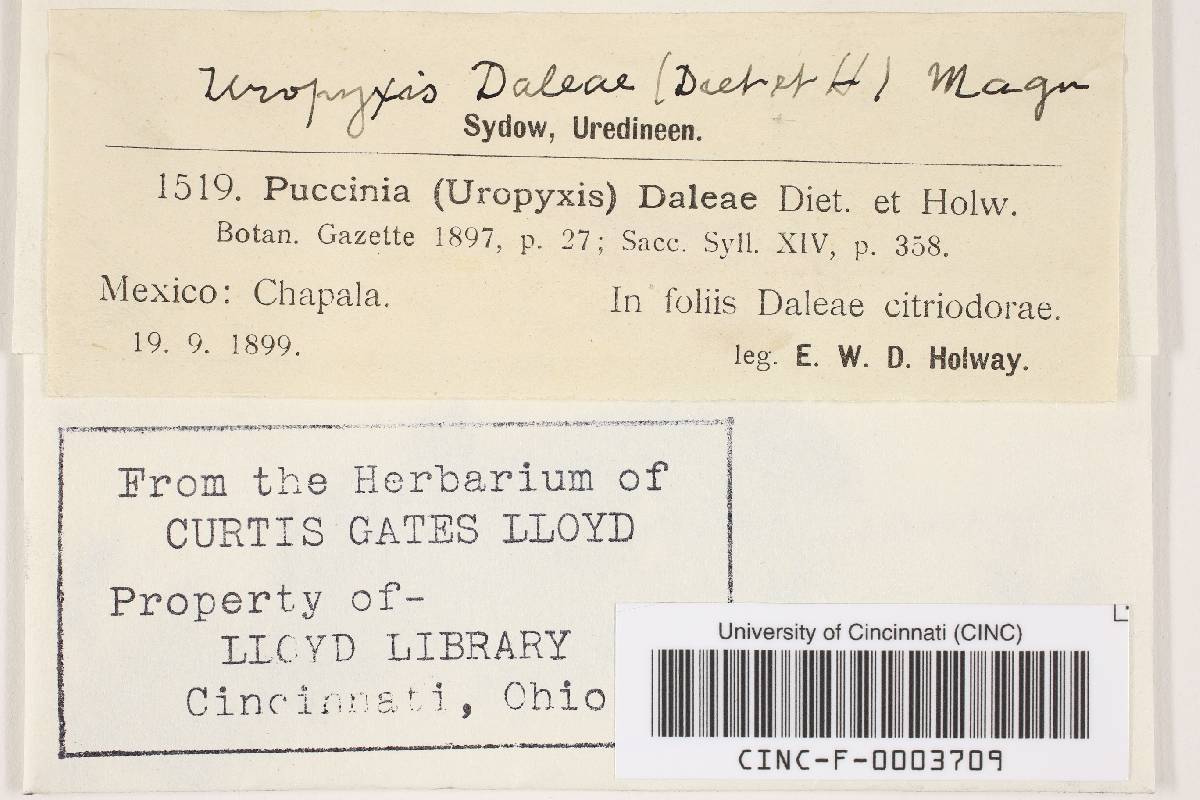 Uropyxis Daleae (Diet et H) Magn
Sydow, Uredineen.
1519. Puccinia (Uropyxis) Daleae Diet. et Holw.
Botan. Gazette 1897, p. 27; Sacc. Syll. XIV, p. 358.
Mexico: Chapala.
In foliis Daleae citriodorae.
19. 9. 1899.
leg. E. W. D. Holway.
From the Herbarium of
CURTIS GATES LLOYD
Property of-
LLOYD LIBRARY
Cincinnati, Ohio
University of Cincinnati (CINC)
CINC-F-0003709